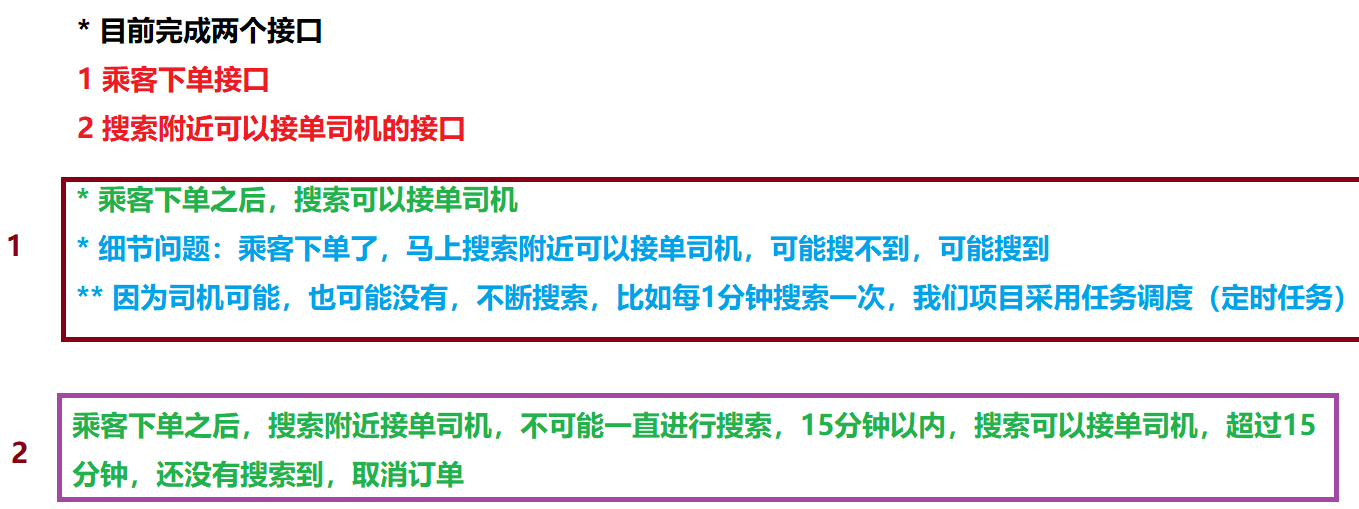 * 目前完成两个接口
1 乘客下单接口
2 搜索附近可以接单司机的接口
* 乘客下单之后，搜索可以接单司机
1
* 细节问题：乘客下单了，马上搜索附近可以接单司机，可能搜不到，可能搜到
** 因为司机可能，也可能没有，不断搜索，比如每1分钟搜索一次，我们项目采用任务调度（定时任务）
2
乘客下单之后，搜索附近接单司机，不可能一直进行搜索，15分钟以内，搜索可以接单司机，超过15
分钟，还没有搜索到，取消订单